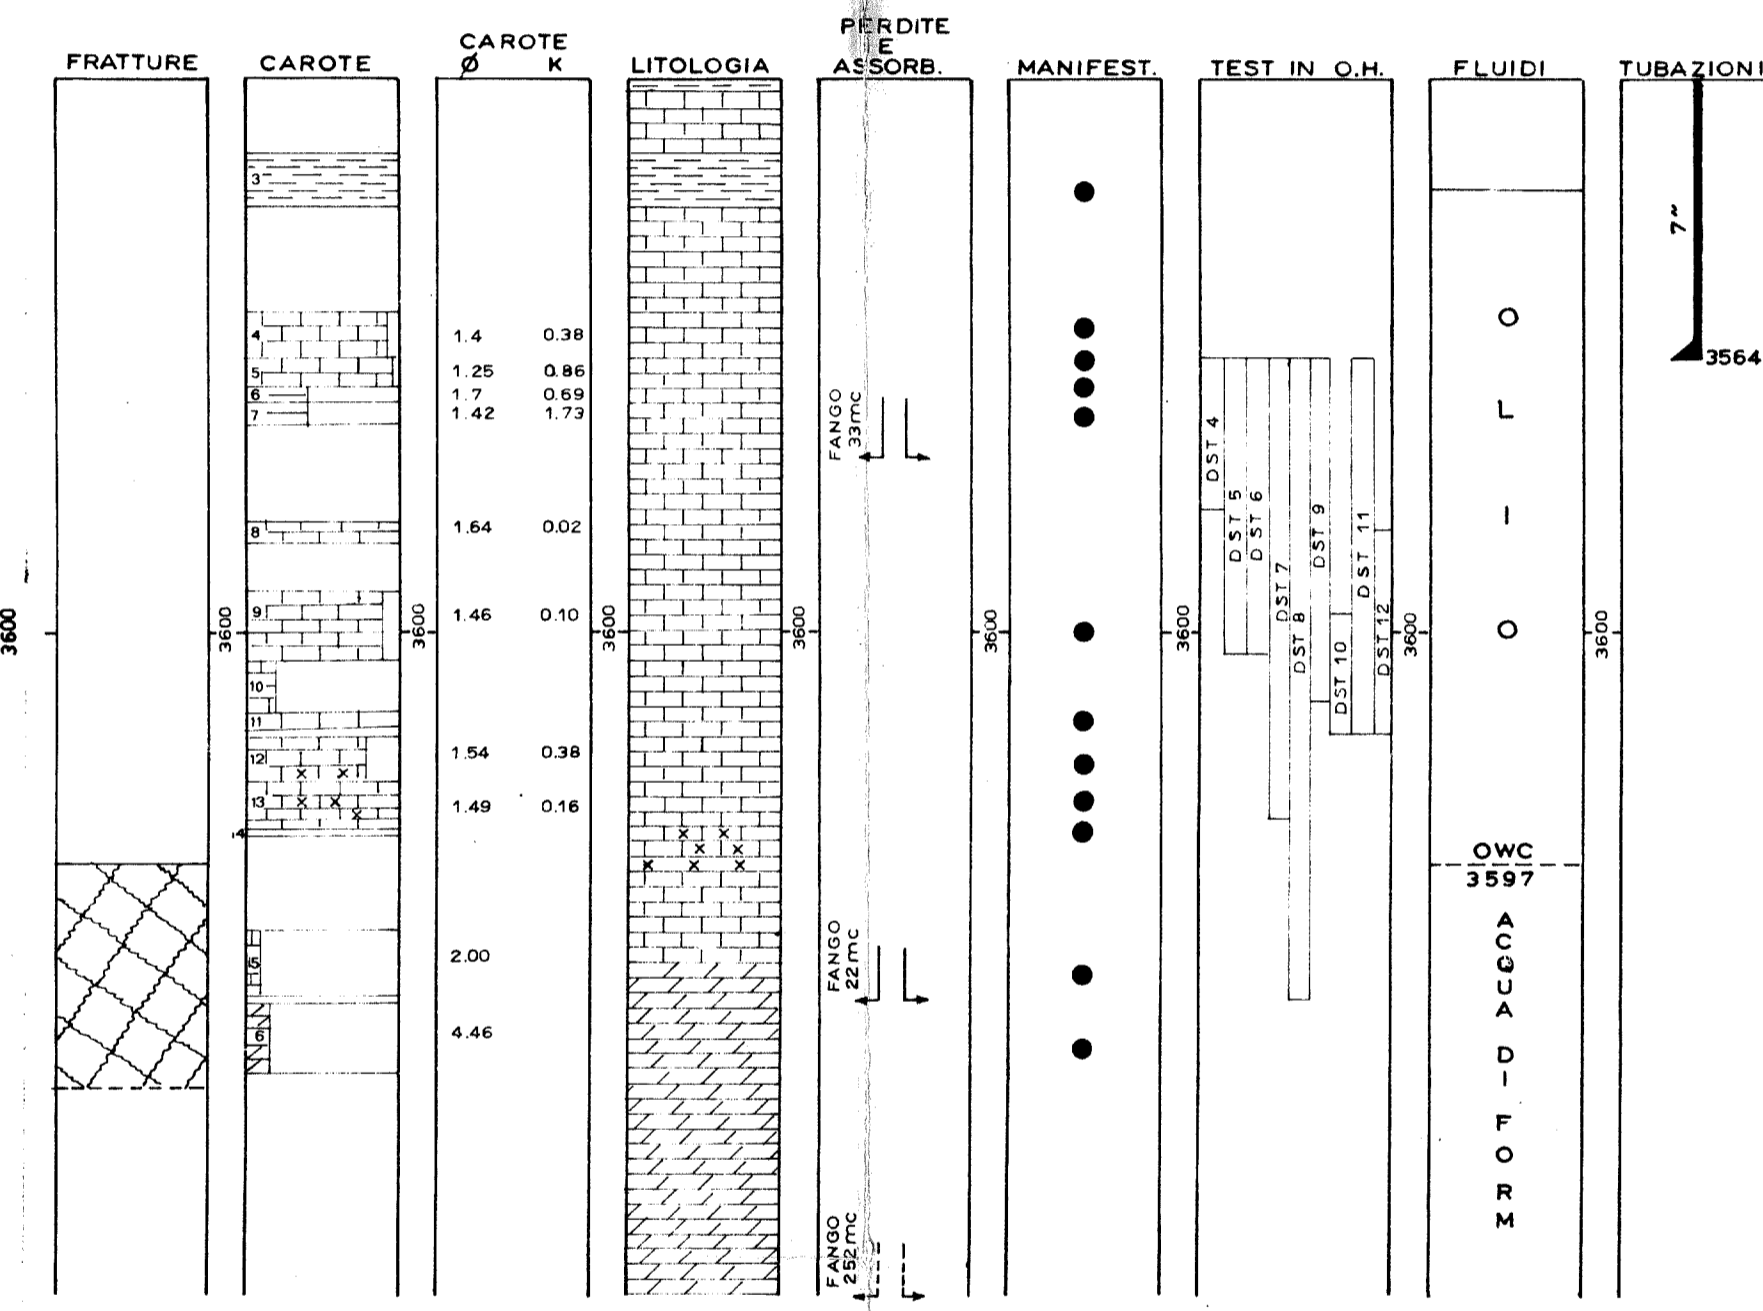 FRATTURE
CAROTE
CAROTE
Ø K
LITOLOGIA
PERDITE
E
ASSORB.
MANIFEST.
TEST IN O.H.
FLUIDI
TUBAZIONI
3
4
5
6
7
8
9
10
11
12
13
14
5
6
1.4 0.38
1.25 0.86
1.7 0.69
1.42 1.73
1.64 0.02
1.46 0.10
1.54 0.38
1.49 0.16
2.00
4.46
FANGO
33mc
FANGO
22mc
FANGO
252mc
DST 4
DST 5
DST 6
DST 7
DST 8
DST 9
DST 10
DST 11
DST 12
OLIO
OWC
3597
ACQUA DI FORM
7"
3564
3600
3600
3600
3600
3600
3600
3600
3600
3600